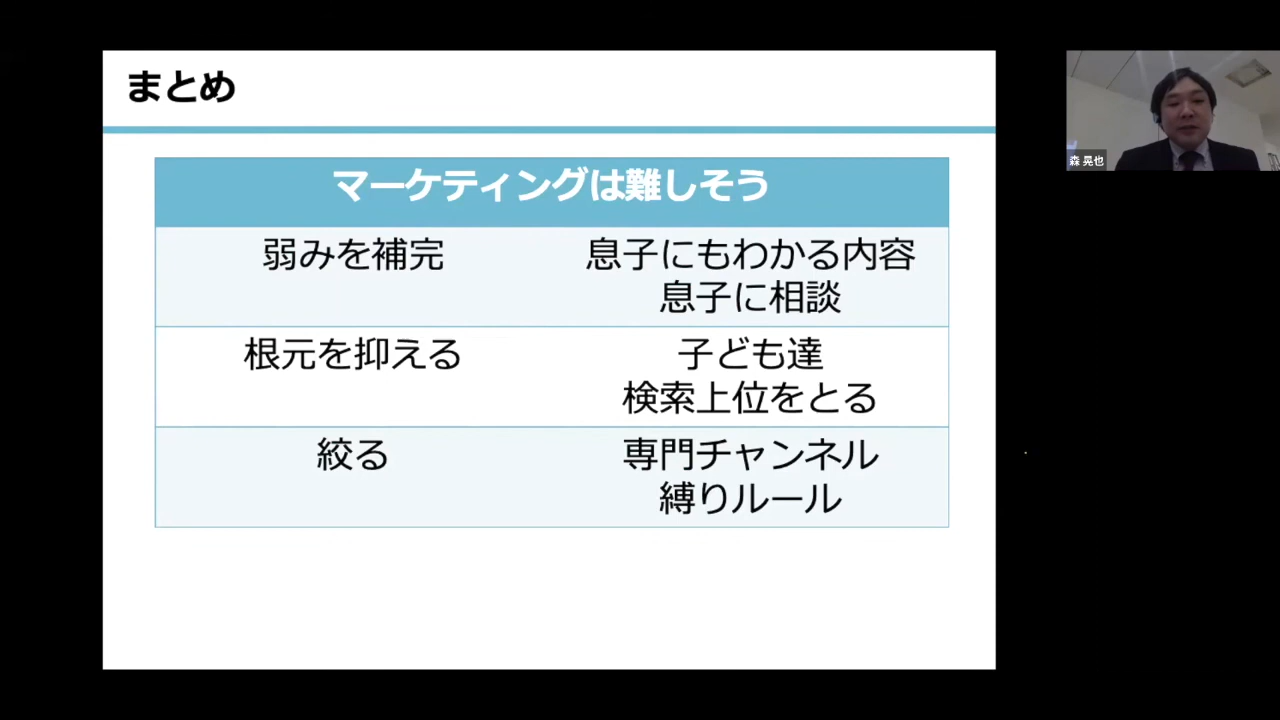 まとめ
マーケティングは難しそう
弱みを補完
息子にもわかる内容
息子に相談
根元を抑える
子ども達
検索上位をとる
絞る
専門チャンネル
縛りルール
森 晃也